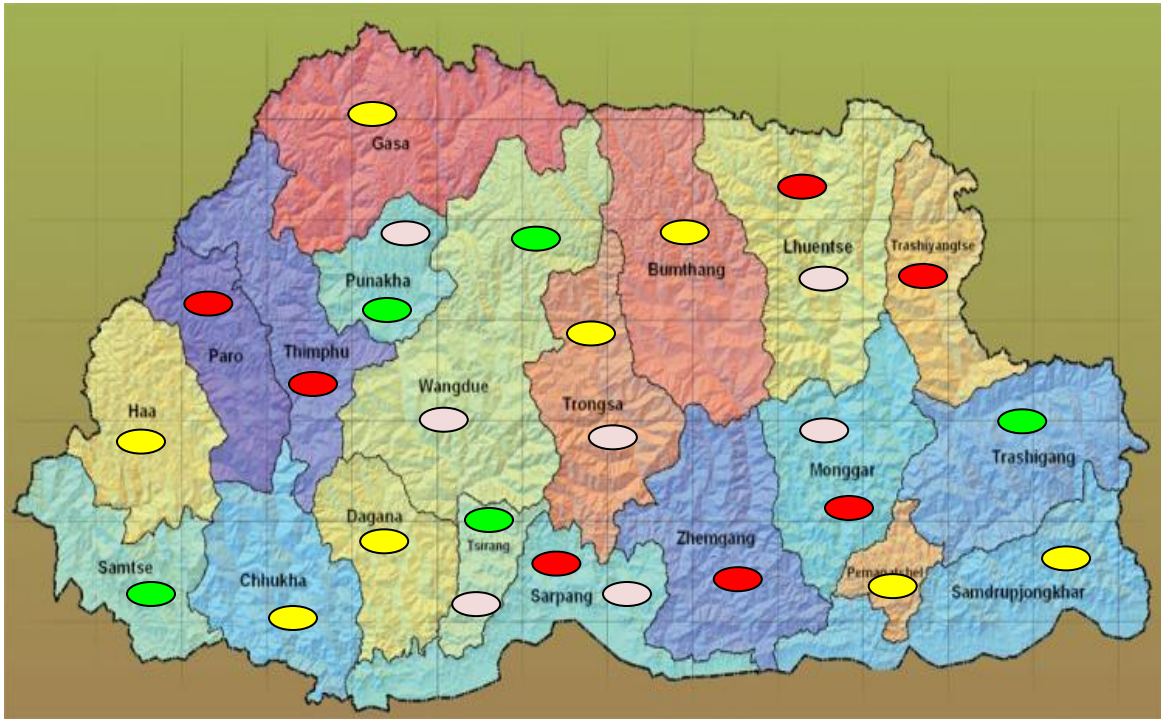 Gasa
Punakha
Lhuentse
Trashiyangtse
Bumthang
Paro
Thimphu
Wangdue
Trongsa
Haa
Monggar
Trashigang
Dagana
Tsirang
Zhemgang
Samtse
Chhukha
Sarpang
Samdrupjongkhar